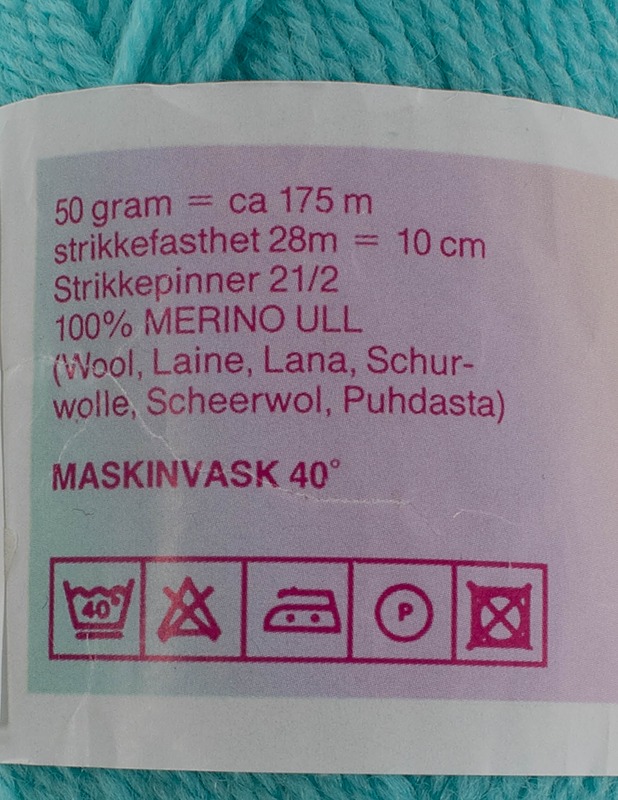 50 gram = ca 175 m
strikkefasthet 28m = 10 cm
Strikkepinner 21/2
100% MERINO ULL
(Wool, Laine, Lana, Schur-
wolle, Scheerwol, Puhdasta)
MASKINVASK 40°
40° P